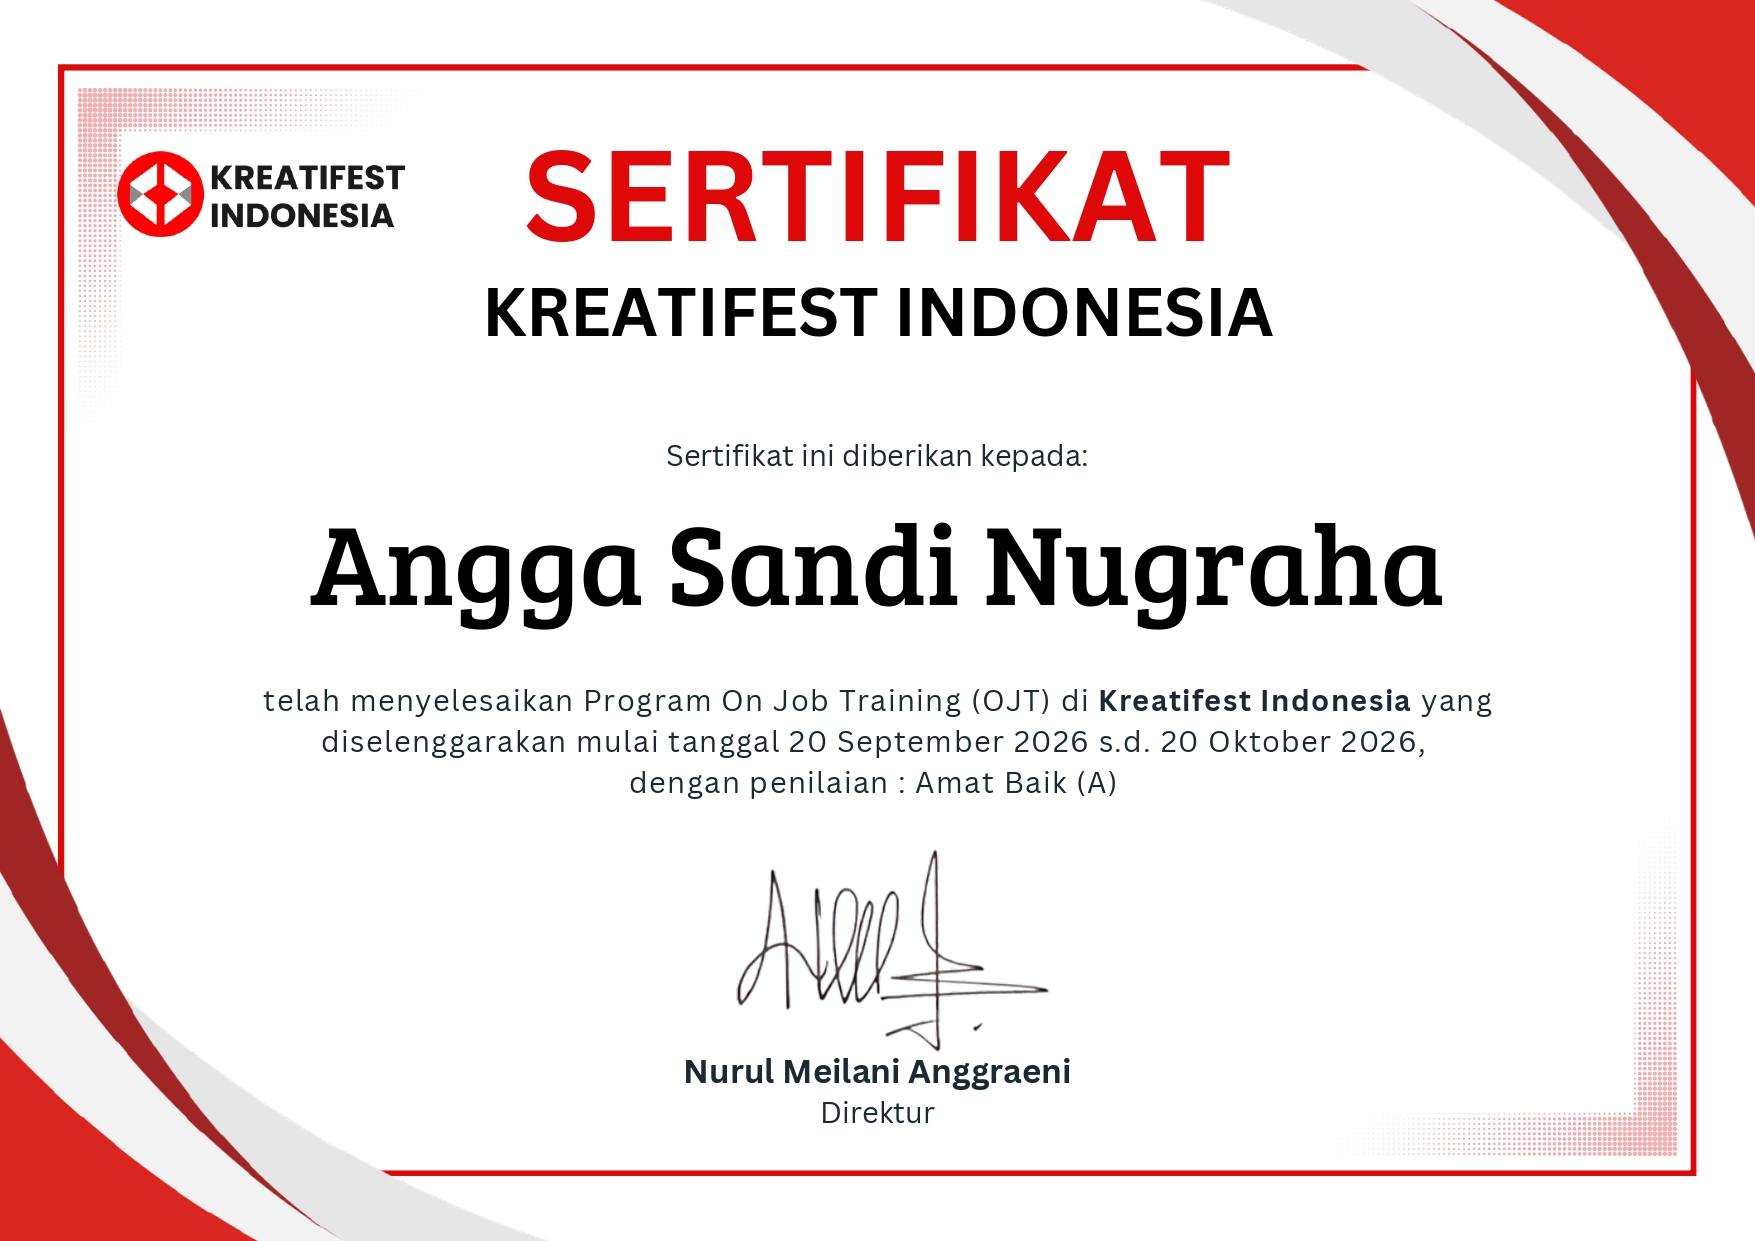 KREATIFEST
INDONESIA
SERTIFIKAT
KREATIFEST INDONESIA
Sertifikat ini diberikan kepada:
Angga Sandi Nugraha
telah menyelesaikan Program On Job Training (OJT) di Kreatifest Indonesia yang
diselenggarakan mulai tanggal 20 September 2026 s.d. 20 Oktober 2026,
dengan penilaian : Amat Baik (A)
Nurul Meilani Anggraeni
Direktur